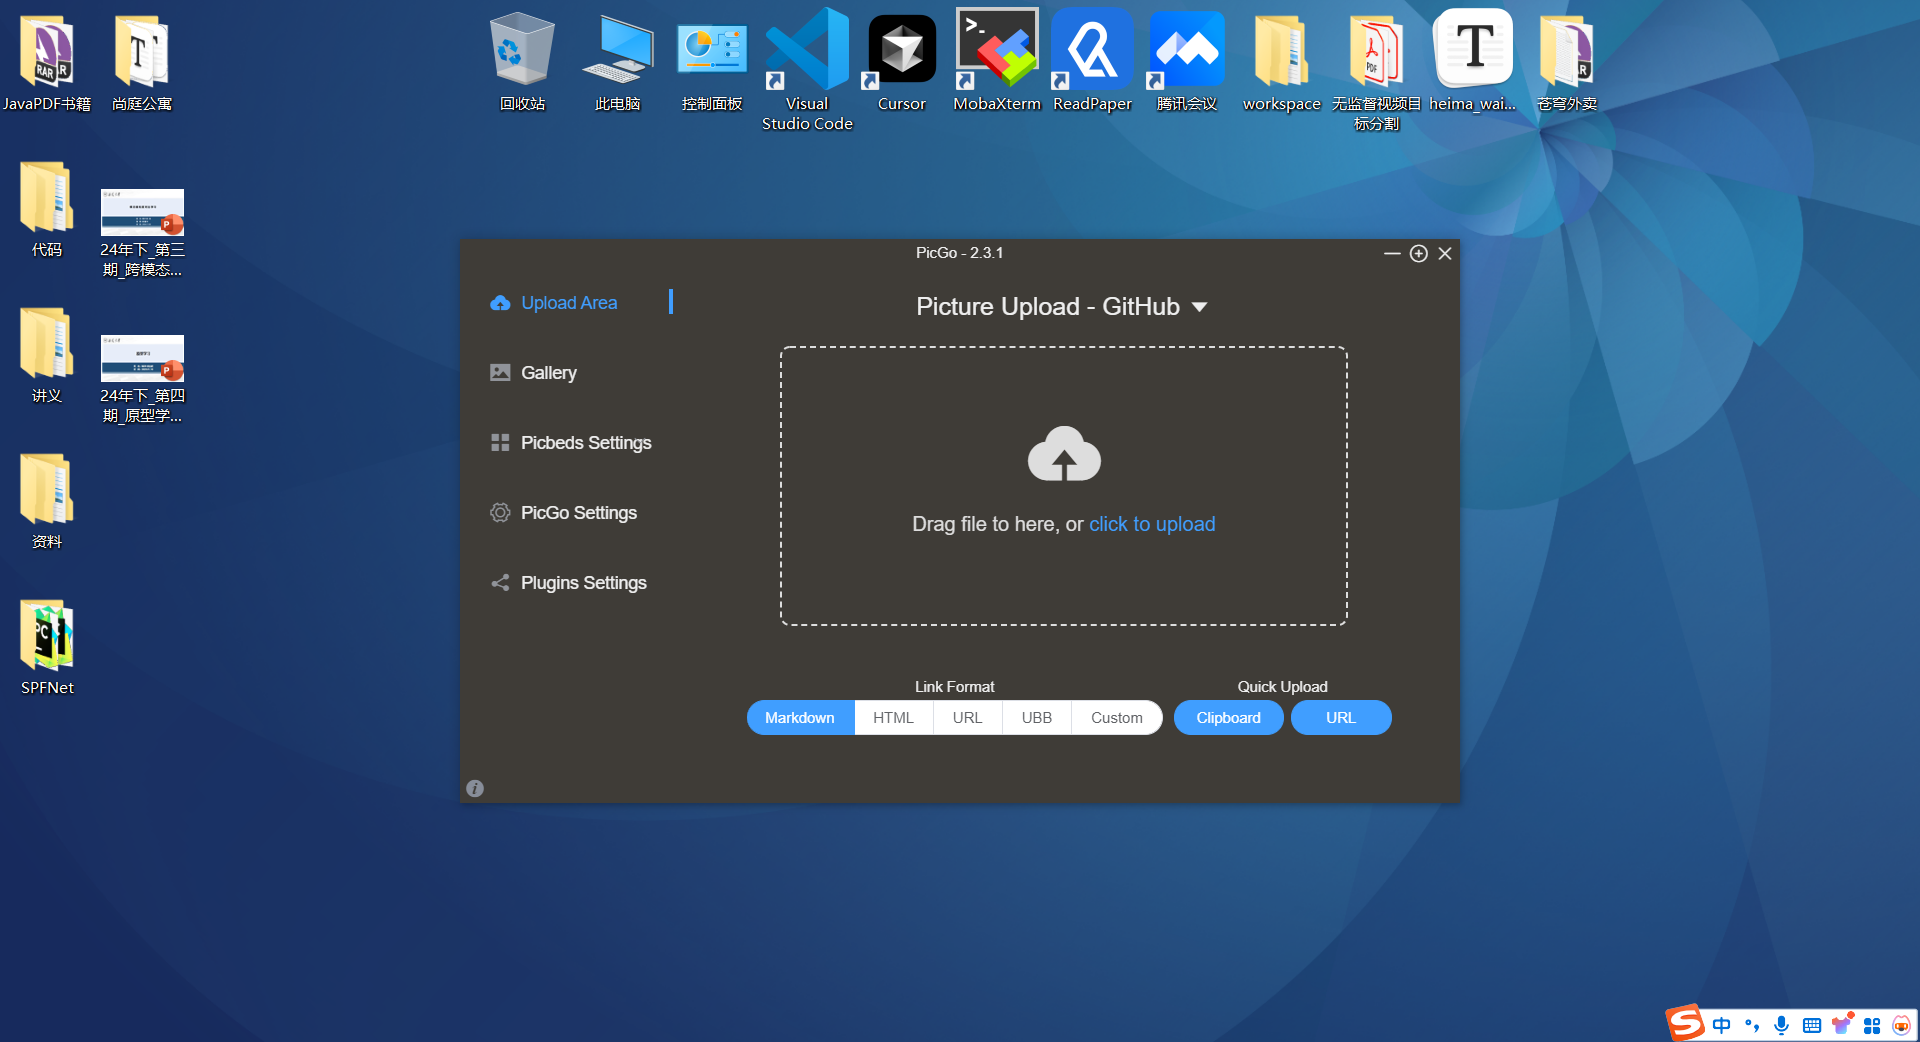 JavaPDF书籍
尚庭公寓
回收站
此电脑
控制面板
Visual
Studio Code
Cursor
MobaXterm
ReadPaper
腾讯会议
workspace
无监督视频目
标分割
heima_wai...
苍穹外卖
代码
24年下_第三
期_跨模态...
讲义
24年下_第四
期_原型学...
资料
SPFNet
PicGo - 2.3.1
Upload Area
Gallery
Picbeds Settings
PicGo Settings
Plugins Settings
Picture Upload - GitHub
Drag file to here, or click to upload
Link Format
Quick Upload
Markdown
HTML
URL
UBB
Custom
Clipboard
URL
中